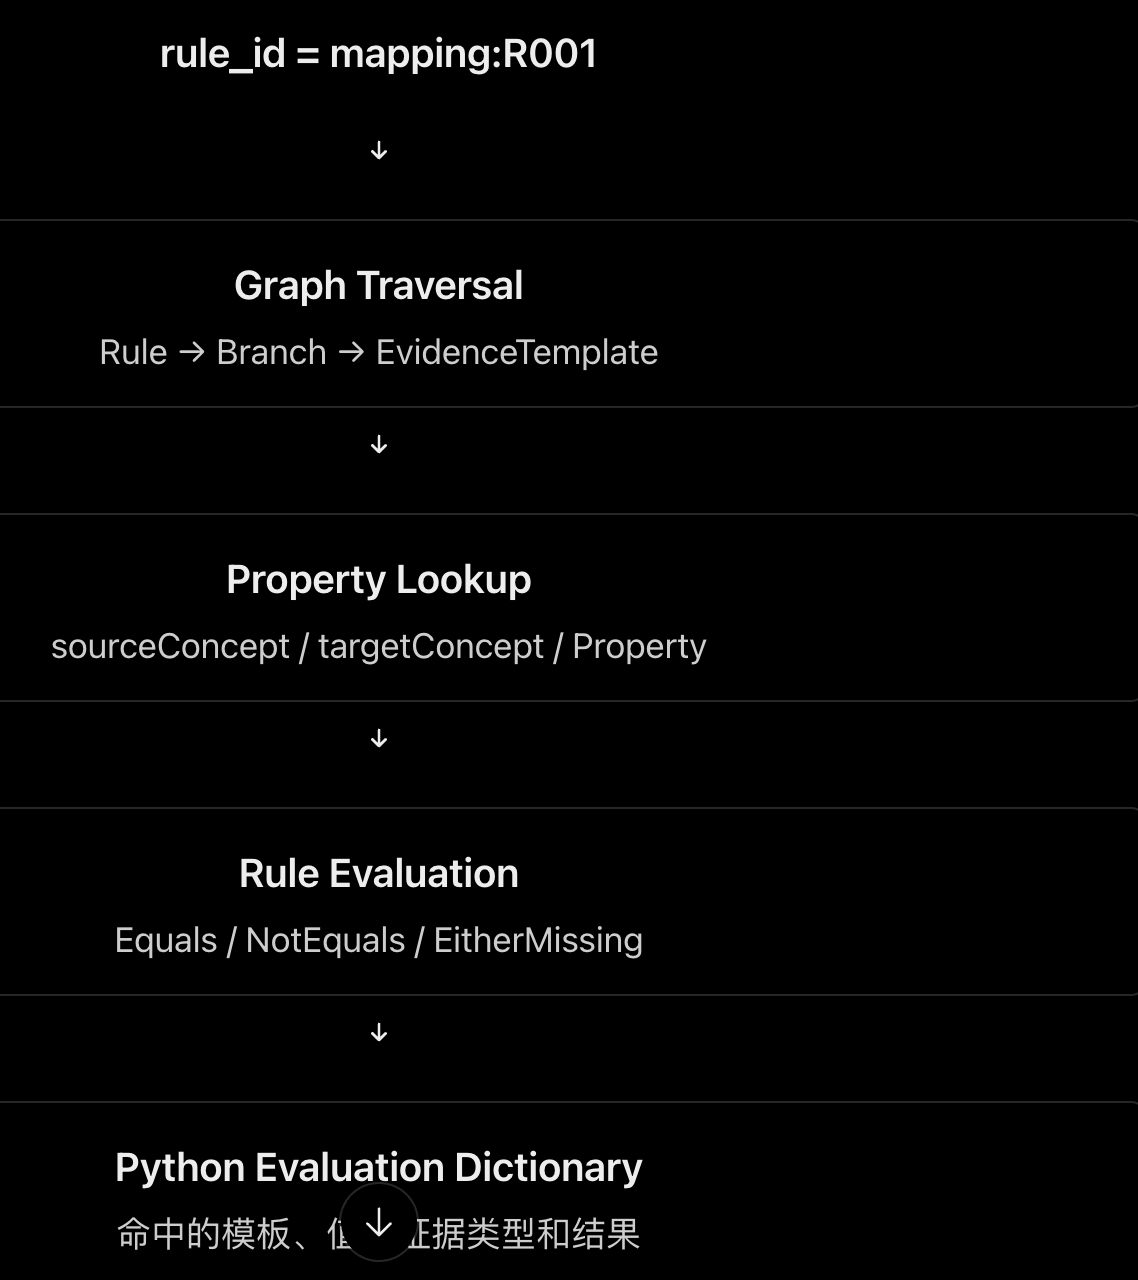 rule_id = mapping:R001
↓
Graph Traversal
Rule → Branch → EvidenceTemplate
↓
Property Lookup
sourceConcept / targetConcept / Property
↓
Rule Evaluation
Equals / NotEquals / EitherMissing
↓
Python Evaluation Dictionary
命中的模板、据类型和结果